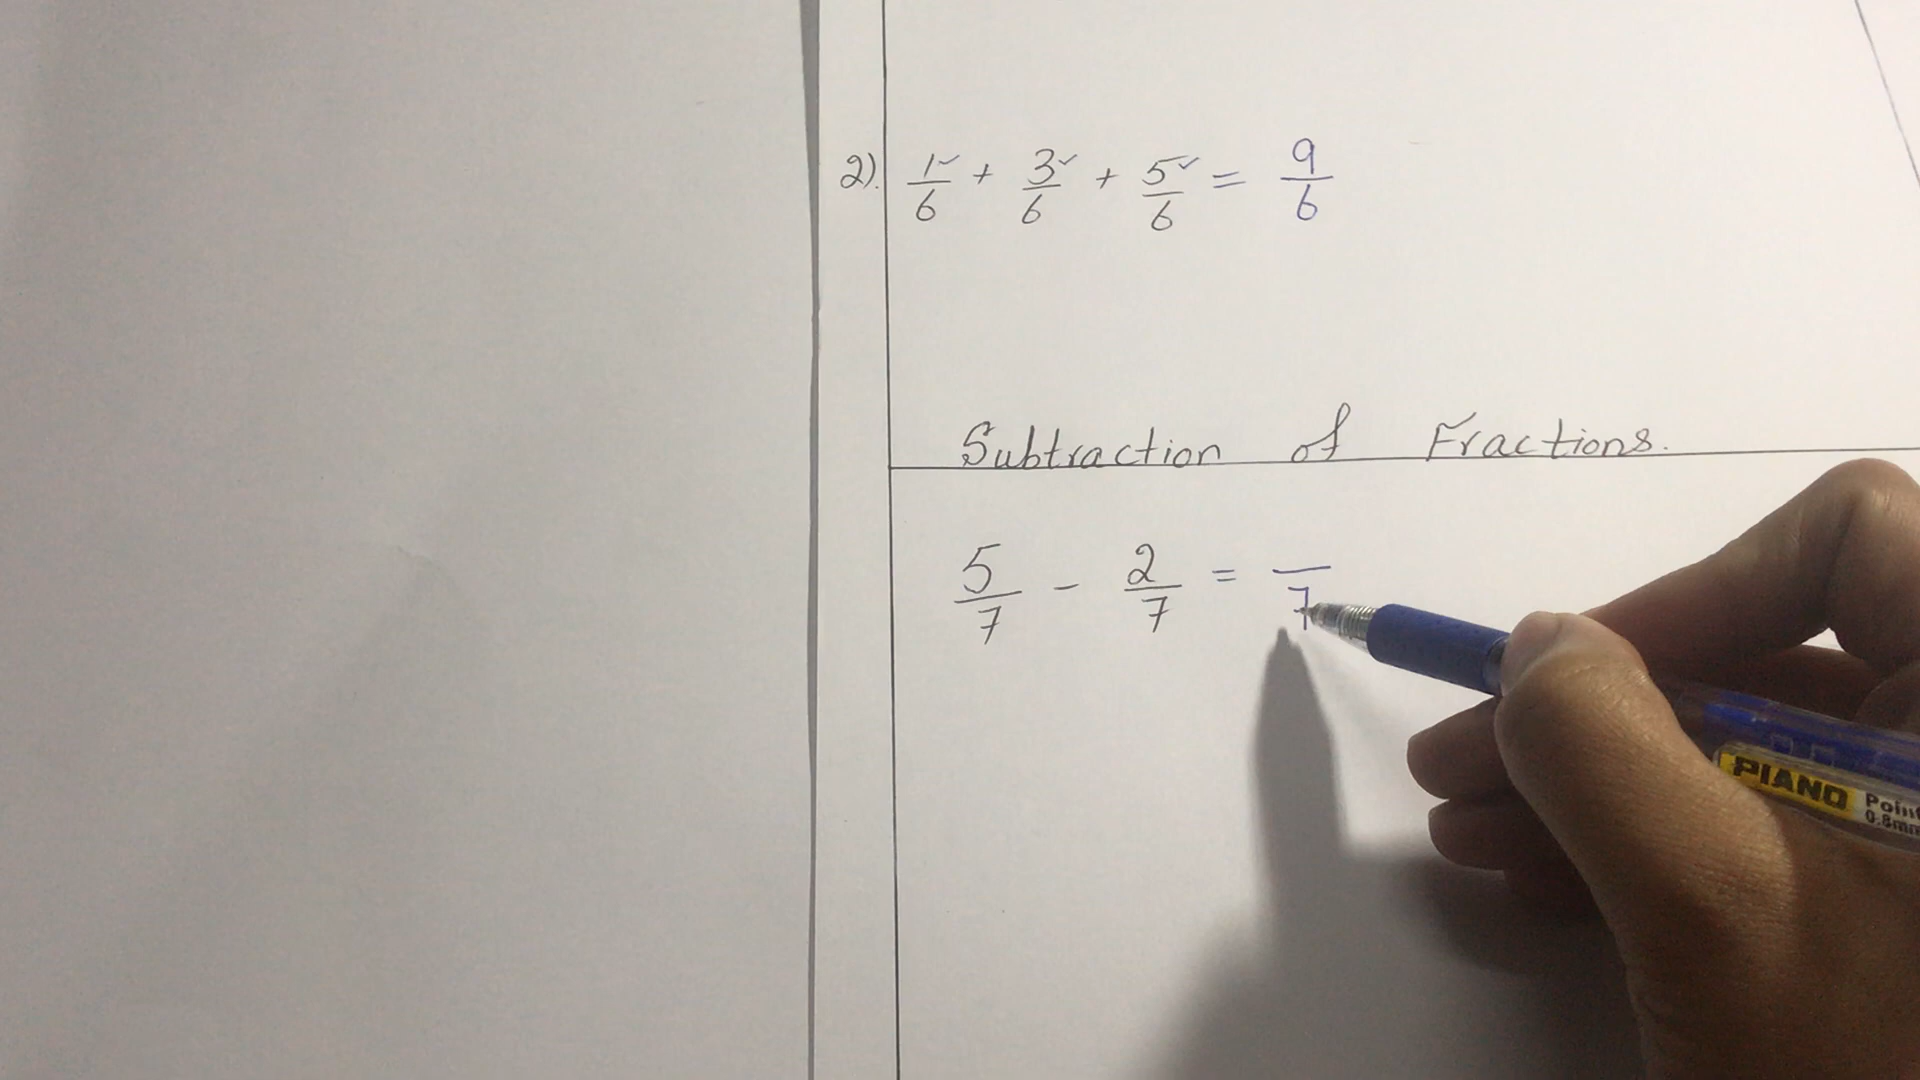 2). 1/6 + 3/6 + 5/6 = 9/6
Subtraction of Fractions.
5/7 - 2/7 = /7
PIANO Point
0.8mm